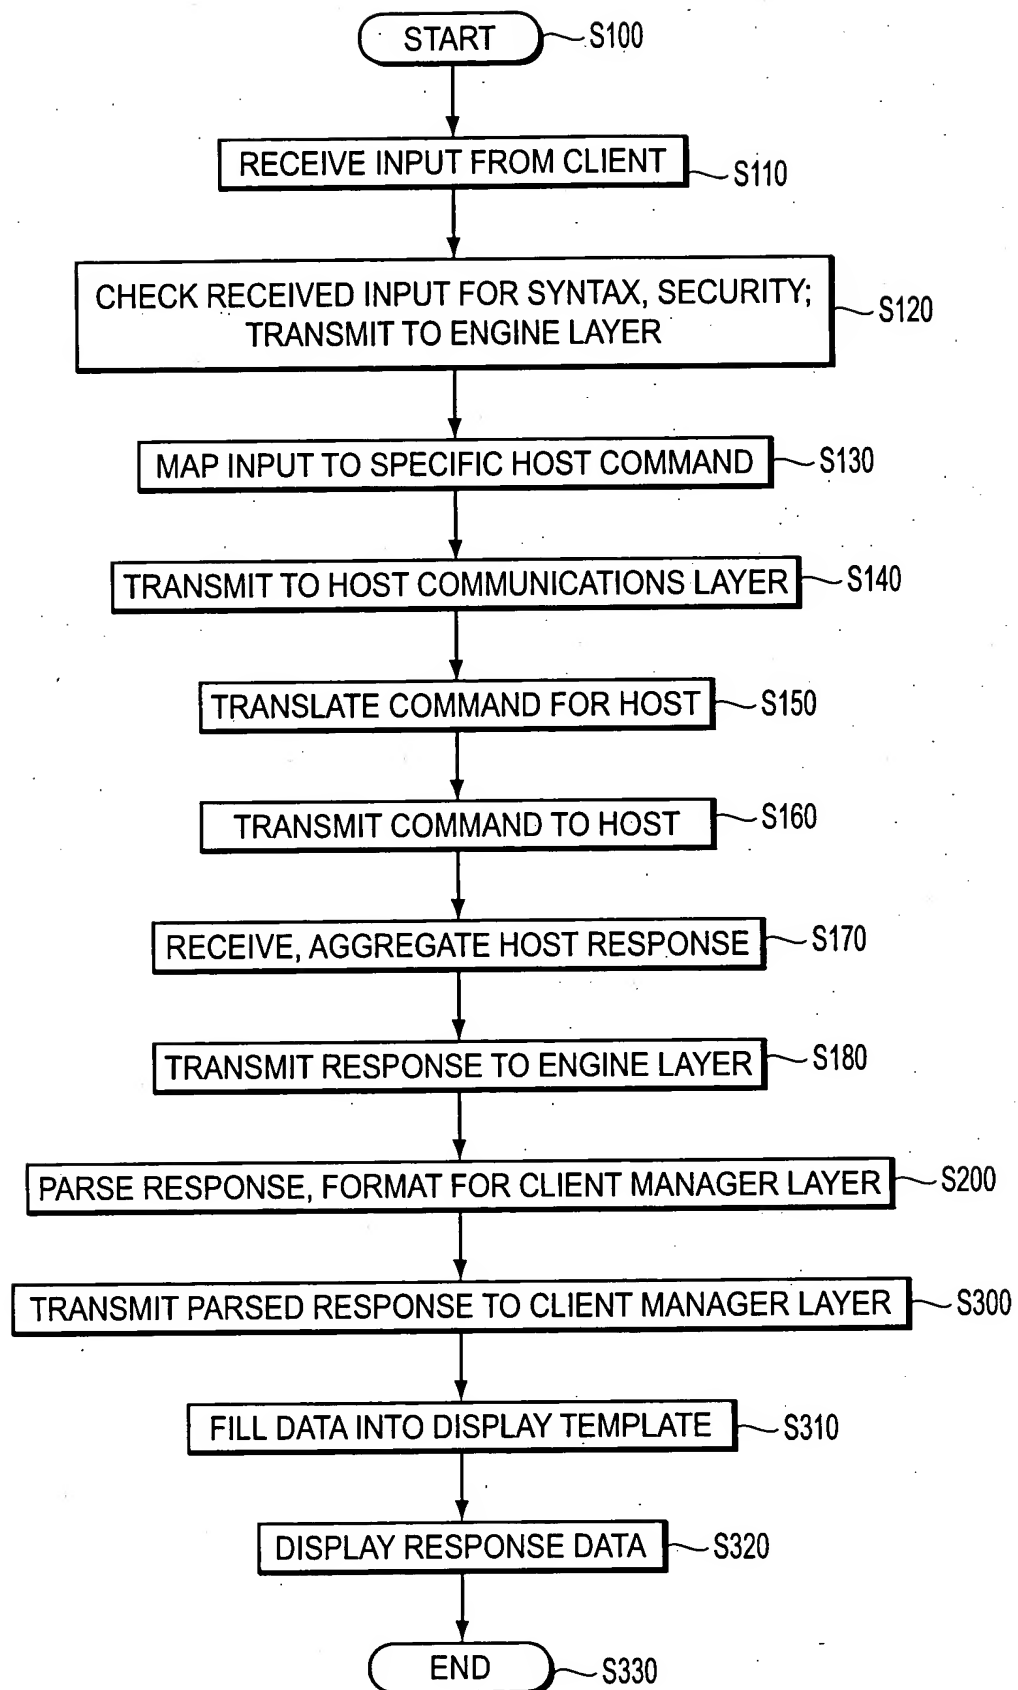 START
S100
RECEIVE INPUT FROM CLIENT
S110
CHECK RECEIVED INPUT FOR SYNTAX, SECURITY;
TRANSMIT TO ENGINE LAYER
S120
MAP INPUT TO SPECIFIC HOST COMMAND
S130
TRANSMIT TO HOST COMMUNICATIONS LAYER
S140
TRANSLATE COMMAND FOR HOST
S150
TRANSMIT COMMAND TO HOST
S160
RECEIVE, AGGREGATE HOST RESPONSE
S170
TRANSMIT RESPONSE TO ENGINE LAYER
S180
PARSE RESPONSE, FORMAT FOR CLIENT MANAGER LAYER
S200
TRANSMIT PARSED RESPONSE TO CLIENT MANAGER LAYER
S300
FILL DATA INTO DISPLAY TEMPLATE
S310
DISPLAY RESPONSE DATA
S320
END
S330